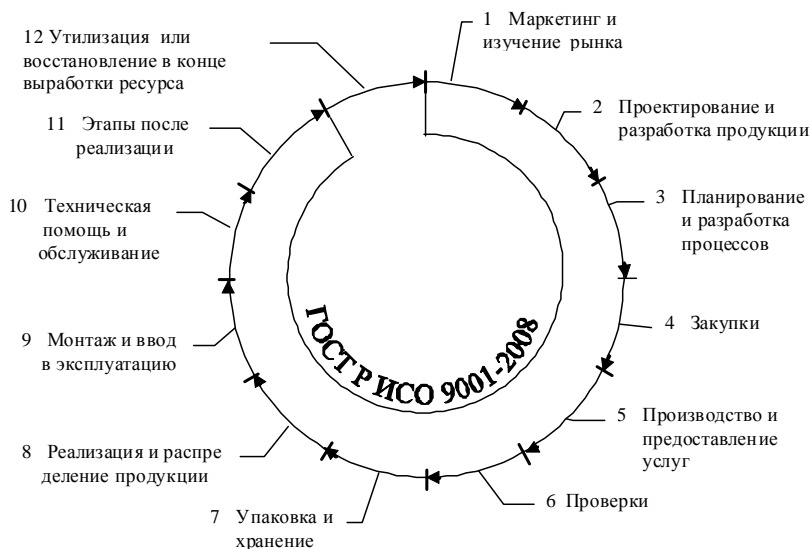 1 Маркетинг и
изучение рынка
2 Проектирование и
разработка продукции
3 Планирование
и разработка
процессов
4 Закупки
5 Производство и
предоставление
услуг
6 Проверки
7 Упаковка и
хранение
8 Реализация и распре
деление продукции
9 Монтаж и ввод
в эксплуатацию
10 Техническая
помощь и
обслуживание
11 Этапы после
реализации
12 Утилизация или
восстановление в конце
выработки ресурса
ГОСТ Р ИСО 9001-2008